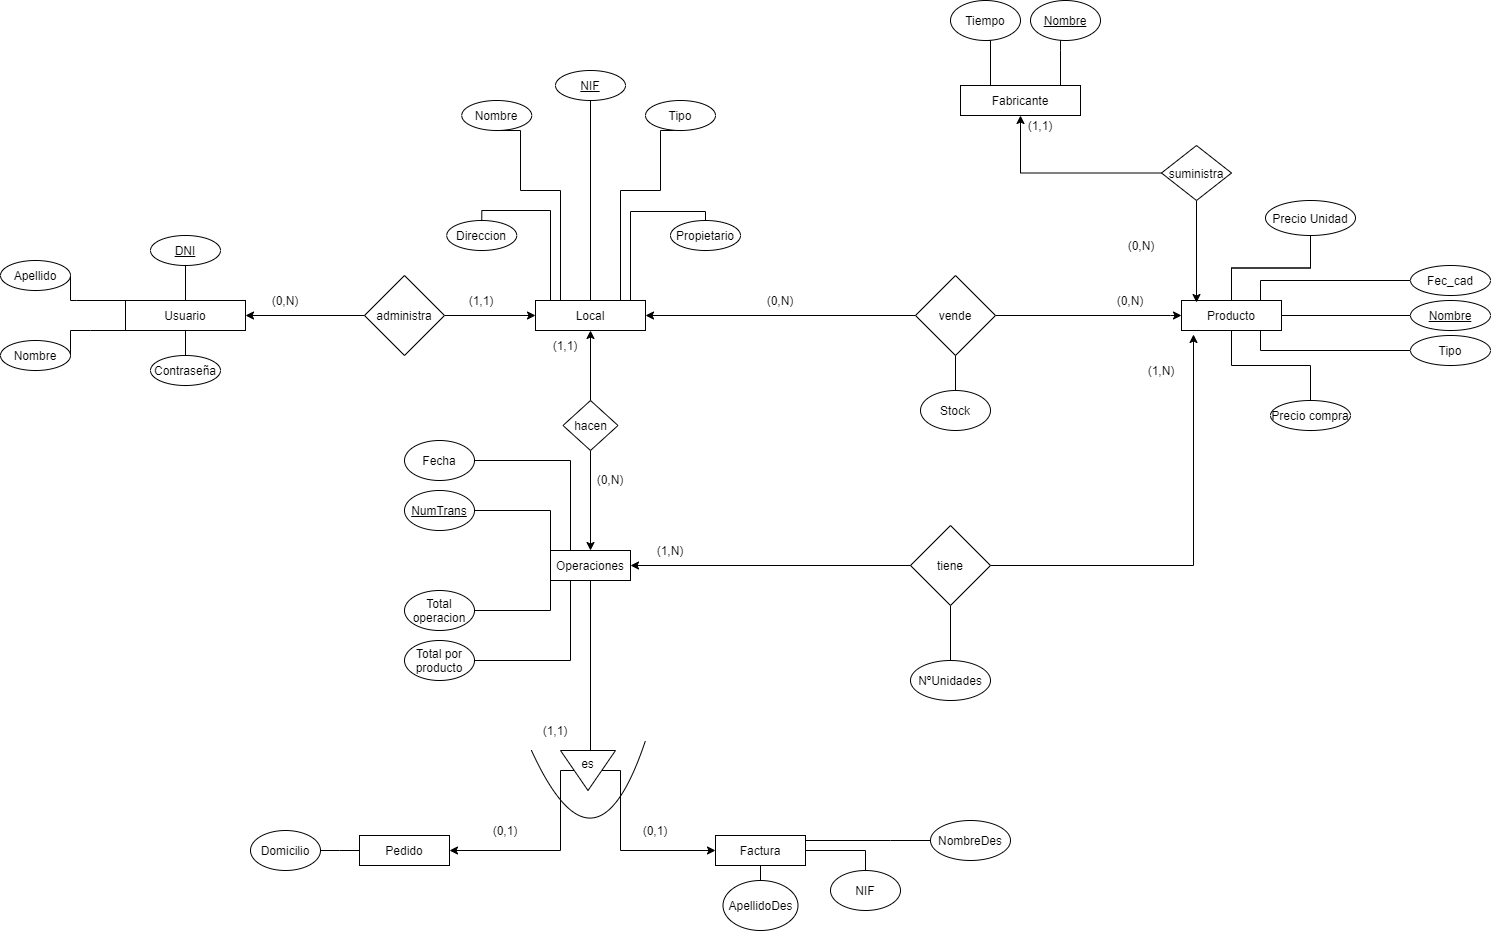 Tiempo
Nombre
Fabricante
(1,1)
suministra
(0,N)
NIF
Nombre
Tipo
Direccion
Propietario
Precio Unidad
Fec_cad
Nombre
Tipo
Precio compra
Producto
DNI
Apellido
Usuario
Nombre
Contraseña
(0,N)
administra
(1,1)
Local
(0,N)
vende
(0,N)
Stock
(1,1)
hacen
(0,N)
(1,N)
Fecha
NumTrans
Operaciones
(1,N)
tiene
NºUnidades
Total
operacion
Total por
producto
(1,1)
es
(0,1)
(0,1)
Domicilio
Pedido
Factura
NombreDes
NIF
ApellidoDes